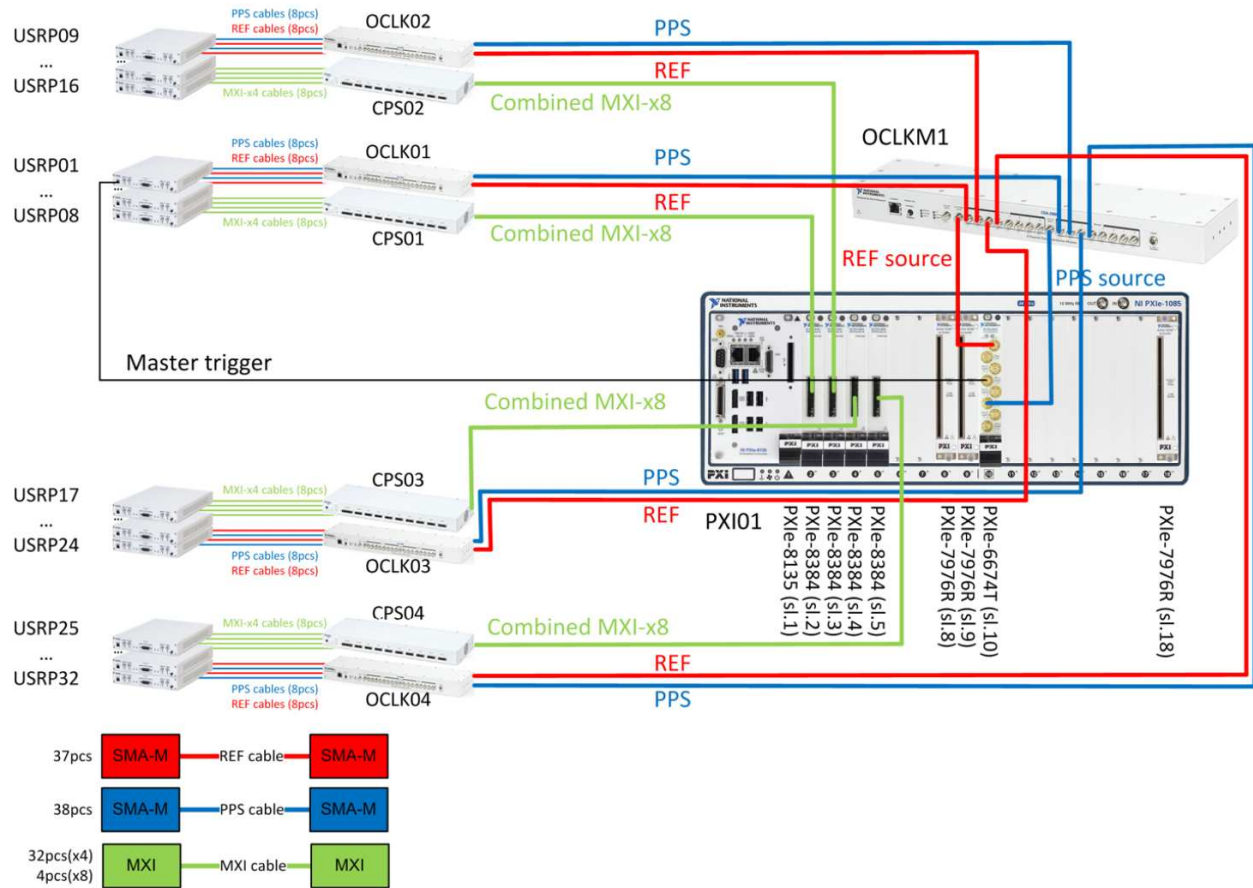 USRP09
...
USRP16
PPS cables (8pcs)
REF cables (8pcs)
MXI-x4 cables (8pcs)
OCLK02
CPS02
PPS
REF
Combined MXI-x8
USRP01
...
USRP08
PPS cables (8pcs)
REF cables (8pcs)
MXI-x4 cables (8pcs)
OCLK01
CPS01
PPS
REF
Combined MXI-x8
OCLKM1
REF source
PPS source
NATIONAL INSTRUMENTS
NI PXIe-1085
Master trigger
Combined MXI-x8
PXI
PXI01
PXIe-8135 (sl.1)
PXIe-8384 (sl.2)
PXIe-8384 (sl.3)
PXIe-8384 (sl.4)
PXIe-8384 (sl.5)
PXIe-7976R (sl.8)
PXIe-7976R (sl.9)
PXIe-6674T (sl.10)
PXIe-7976R (sl.18)
USRP17
...
USRP24
MXI-x4 cables (8pcs)
PPS cables (8pcs)
REF cables (8pcs)
CPS03
OCLK03
PPS
REF
USRP25
...
USRP32
MXI-x4 cables (8pcs)
PPS cables (8pcs)
REF cables (8pcs)
CPS04
OCLK04
Combined MXI-x8
REF
PPS
37pcs SMA-M REF cable SMA-M
38pcs SMA-M PPS cable SMA-M
32pcs(x4)
4pcs(x8)
MXI MXI cable MXI